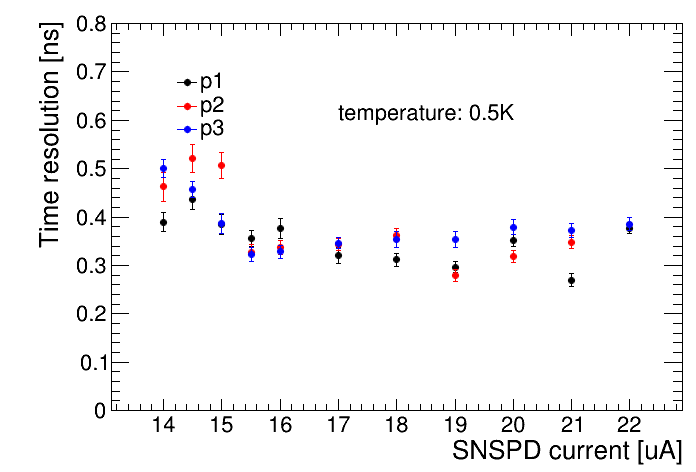 Time resolution [ns]
0.8
0.7
0.6
0.5
0.4
0.3
0.2
0.1
0
p1
p2
p3
temperature: 0.5K
14 15 16 17 18 19 20 21 22
SNSPD current [uA]